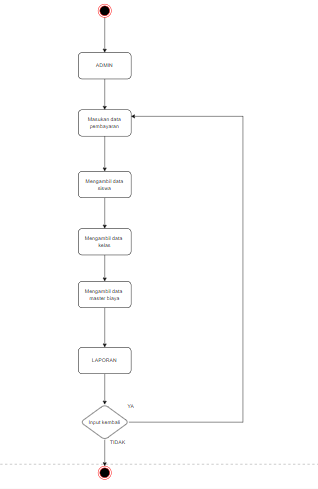 ADMIN
Masukan data
pembayaran
Mengambil data
siswa
Mengambil data
kelas
Mengambil data
master biaya
LAPORAN
YA
Input kembali
TIDAK